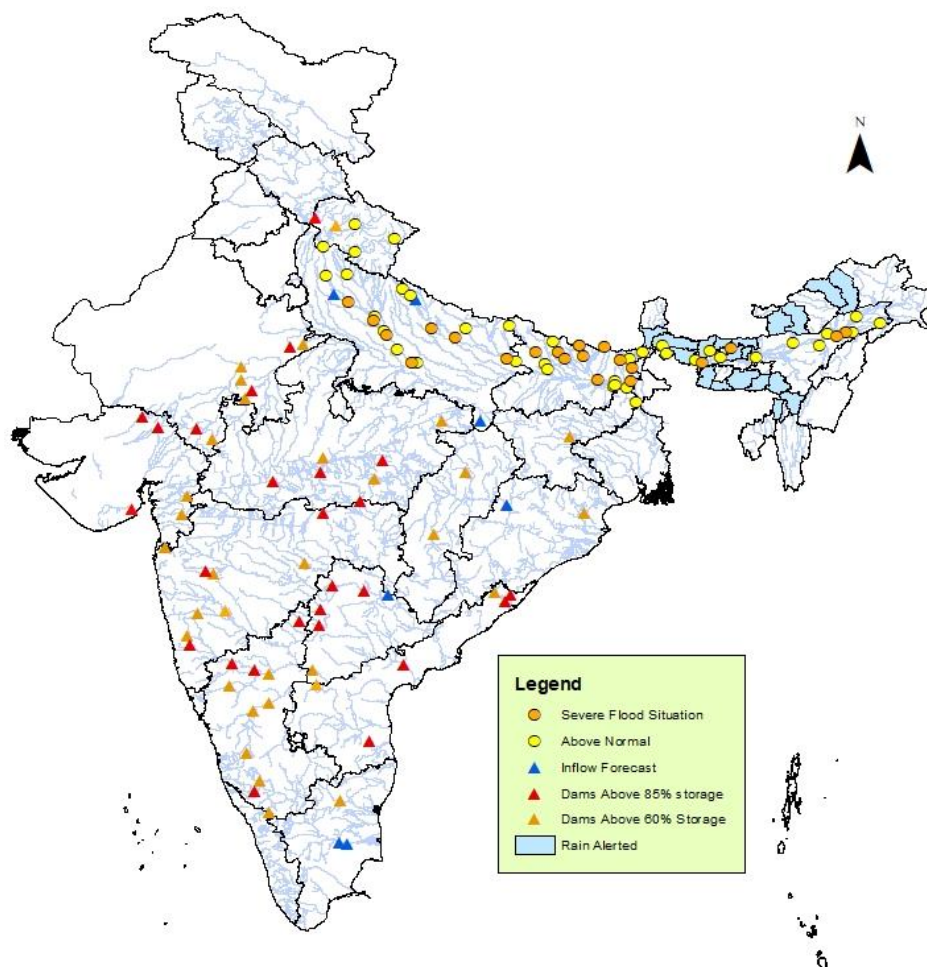 N
Legend
Severe Flood Situation
Above Normal
Inflow Forecast
Dams Above 85% storage
Dams Above 60% Storage
Rain Alerted